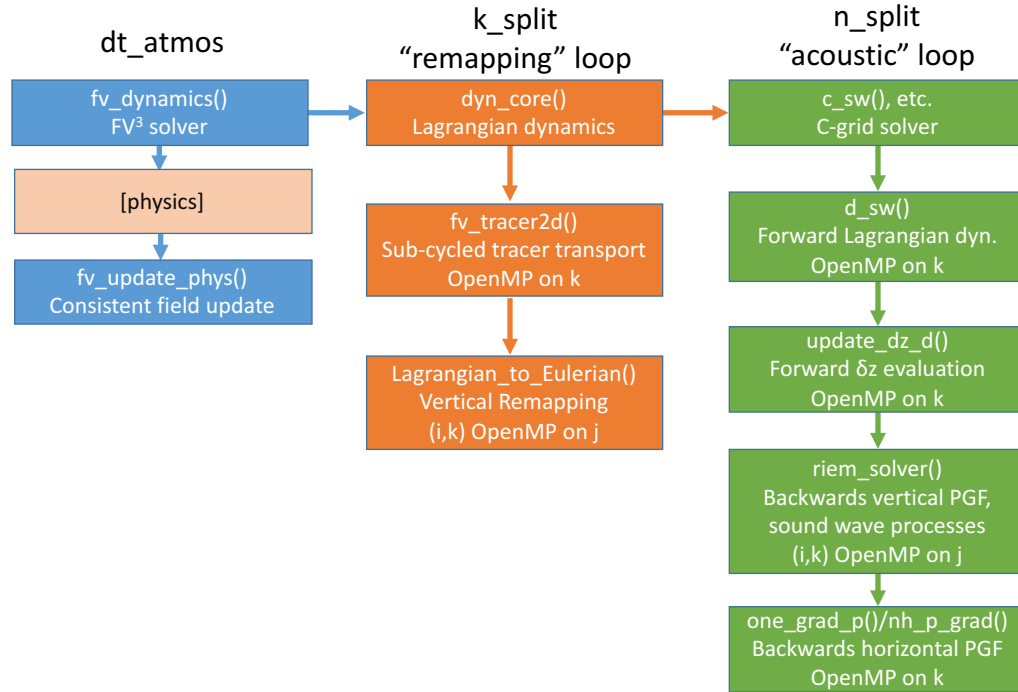 dt_atmos
fv_dynamics()
FV³ solver
[physics]
fv_update_phys()
Consistent field update
k_split
“remapping” loop
dyn_core()
Lagrangian dynamics
fv_tracer2d()
Sub-cycled tracer transport
OpenMP on k
Lagrangian_to_Eulerian()
Vertical Remapping
(i,k) OpenMP on j
n_split
“acoustic” loop
c_sw(), etc.
C-grid solver
d_sw()
Forward Lagrangian dyn.
OpenMP on k
update_dz_d()
Forward δz evaluation
OpenMP on k
riem_solver()
Backwards vertical PGF,
sound wave processes
(i,k) OpenMP on j
one_grad_p()/nh_p_grad()
Backwards horizontal PGF
OpenMP on k